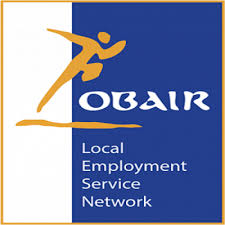 OBAIR
Local
Employment
Service
Network